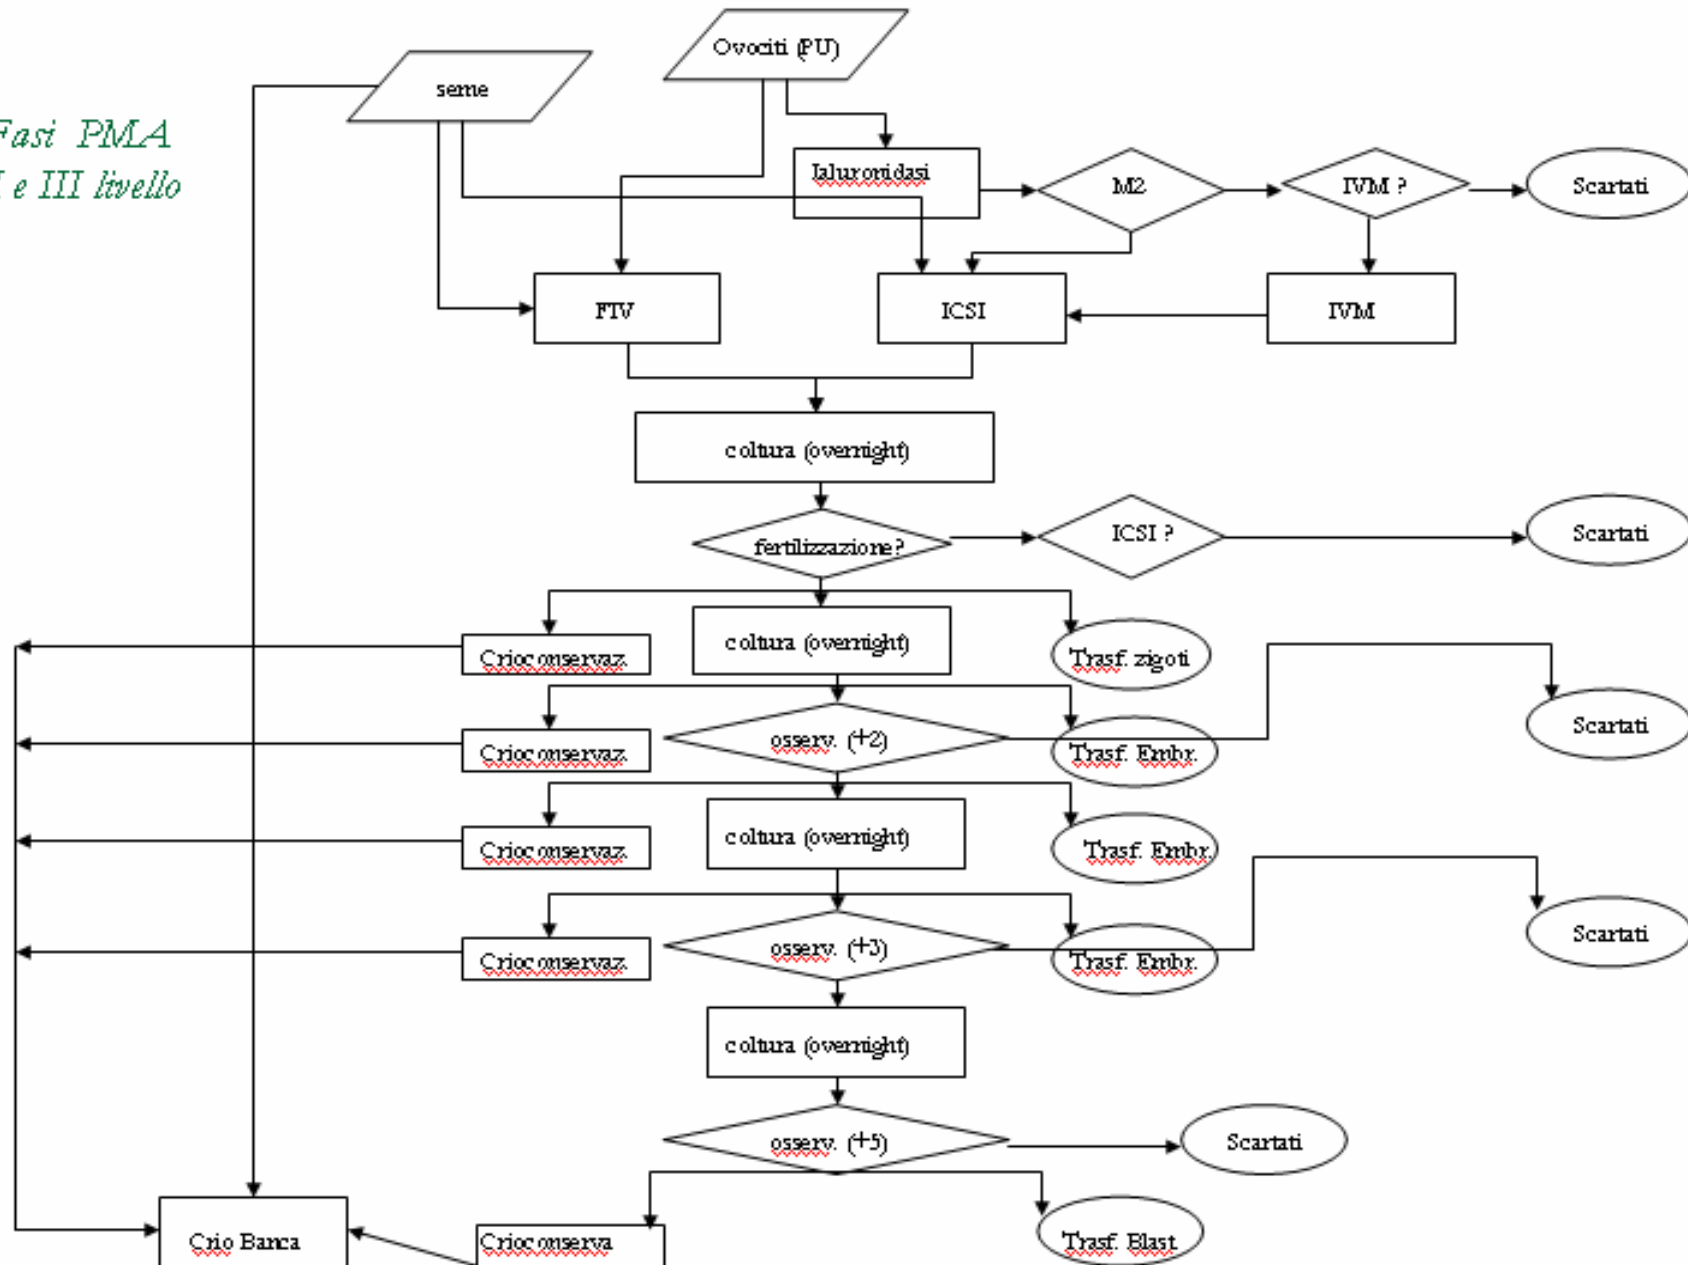 Ovociti (PU)
seme
Fasi PMA
I e III livello
Ialuronidasi
M2
IVM ?
Scartati
FIV
ICSI
IVM
coltura (overnight)
fertilizzazione?
ICSI ?
Scartati
Crioconservaz.
coltura (overnight)
Trasf. zigoti
Crioconservaz.
osserv. (+2)
Trasf. Embr.
Scartati
Crioconservaz.
coltura (overnight)
Trasf. Embr.
Crioconservaz.
osserv. (+3)
Trasf. Embr.
Scartati
coltura (overnight)
osserv. (+5)
Scartati
Crio Banca
Crioconserva
Trasf. Blast